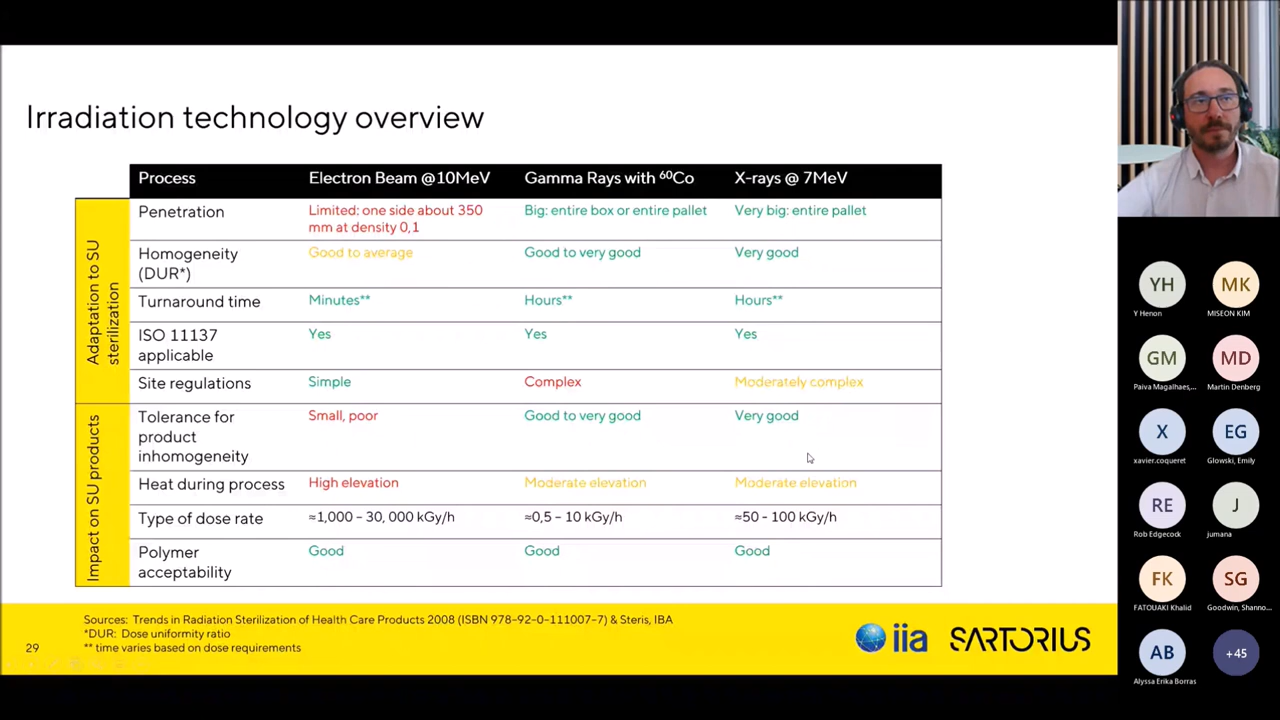 Irradiation technology overview
Process Electron Beam @10MeV Gamma Rays with ⁶⁰Co X-rays @ 7MeV
Adaptation to SU
sterilization
Penetration Limited: one side about 350 Big: entire box or entire pallet Very big: entire pallet
mm at density 0,1
Homogeneity Good to average Good to very good Very good
(DUR*)
Turnaround time Minutes** Hours** Hours**
ISO 11137 Yes Yes Yes
applicable
Site regulations Simple Complex Moderately complex
Impact on SU products
Tolerance for Small, poor Good to very good Very good
product
inhomogeneity
Heat during process High elevation Moderate elevation Moderate elevation
Type of dose rate ≈1,000 – 30, 000 kGy/h ≈0,5 – 10 kGy/h ≈50 - 100 kGy/h
Polymer Good Good Good
acceptability
Sources: Trends in Radiation Sterilization of Health Care Products 2008 (ISBN 978-92-0-111007-7) & Steris, IBA
*DUR: Dose uniformity ratio
** time varies based on dose requirements
29
iia SARTORIUS
YH MK
Y Henon MISEON KIM
GM MD
Paiva Magalhaes,... Martin Denberg
X EG
xavier.coqueret Glowski, Emily
RE J
Rob Edgecock jumana
FK SG
FATOUAKI Khalid Goodwin, Shanno...
AB +45
Alyssa Erika Borras